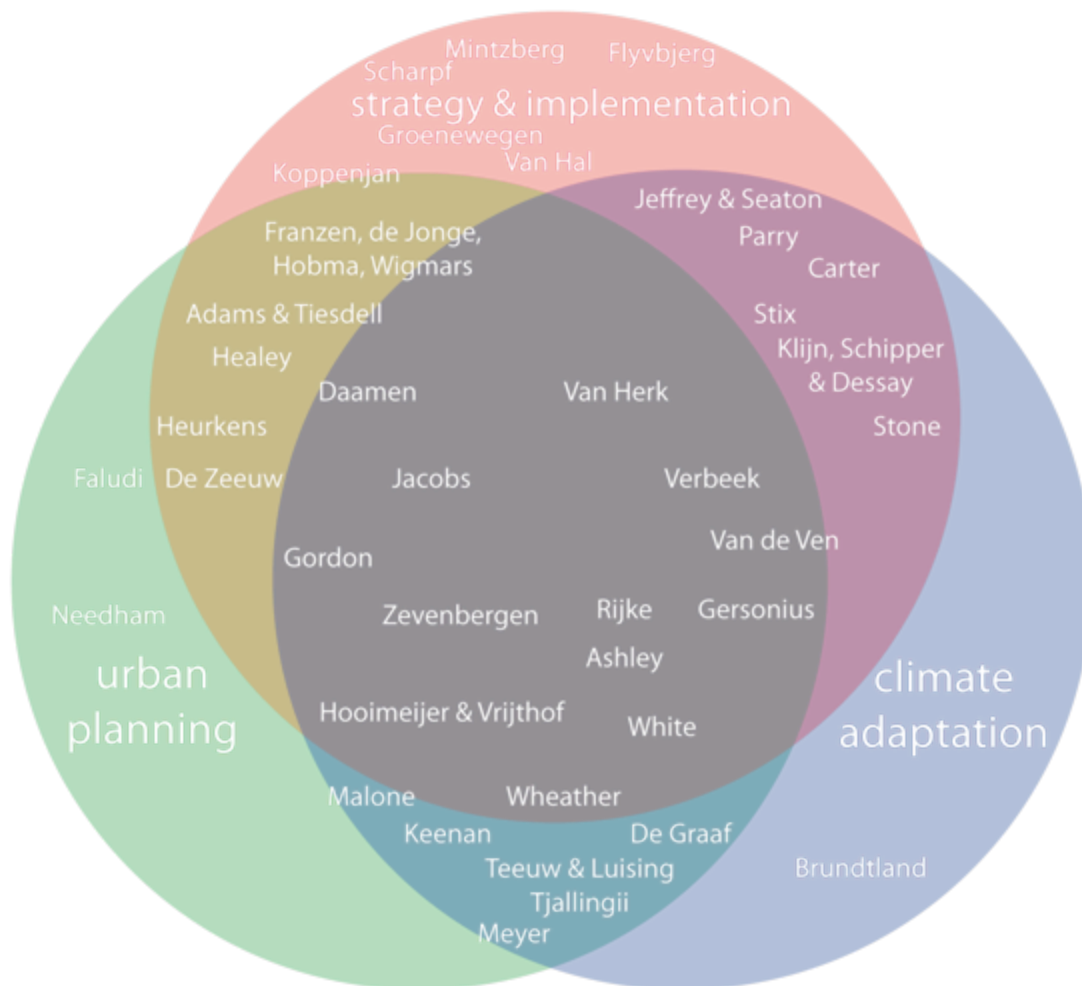 Mintzberg
Flyvbjerg
Scharpf
strategy & implementation
Groenewegen
Van Hal
Koppenjan
Jeffrey & Seaton
Franzen, de Jonge,
Hobma, Wigmars
Parry
Carter
Adams & Tiesdell
Stix
Healey
Klijn, Schipper
& Dessay
Daamen
Van Herk
Heurkens
Stone
Faludi
De Zeeuw
Jacobs
Verbeek
Van de Ven
Gordon
Needham
Zevenbergen
Rijke
Gersonius
Ashley
urban
planning
climate
adaptation
Hooimeijer & Vrijthof
White
Malone
Wheather
Keenan
De Graaf
Teeuw & Luising
Brundtland
Tjallingii
Meyer